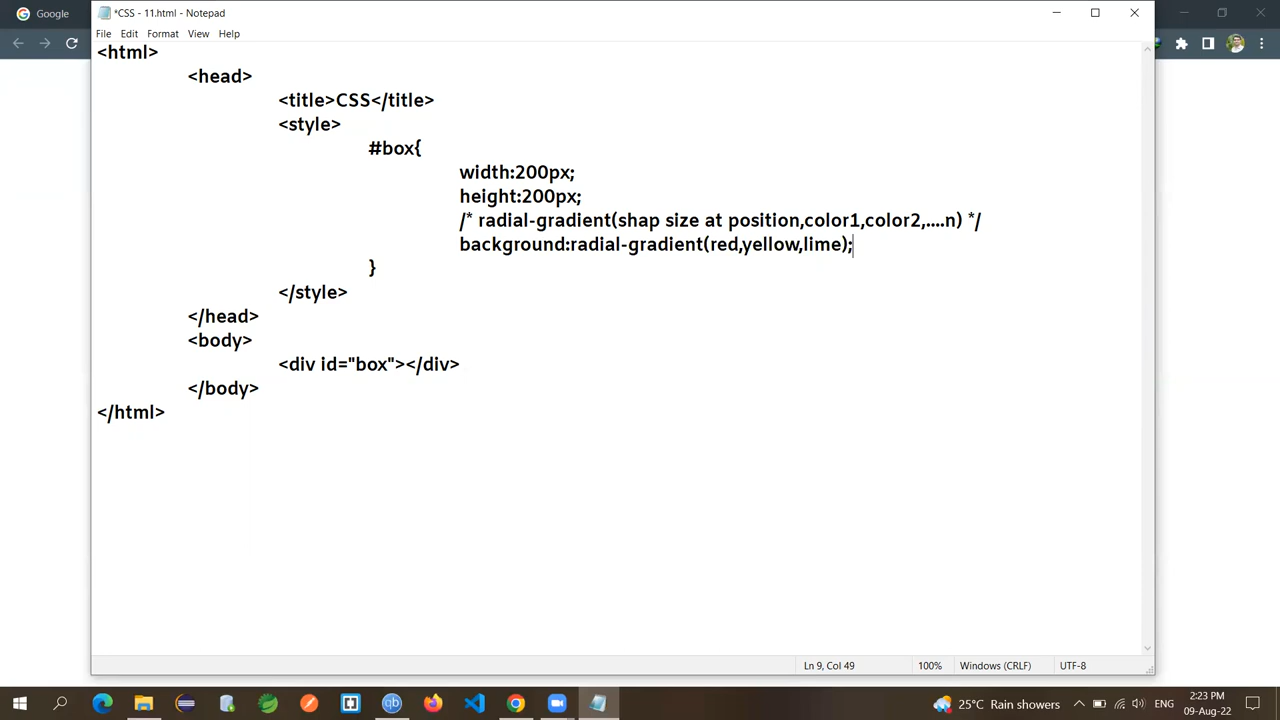 Google
*CSS - 11.html - Notepad
File Edit Format View Help
<html>
<head>
<title>CSS</title>
<style>
#box{
width:200px;
height:200px;
/* radial-gradient(shap size at position,color1,color2,....n) */
background:radial-gradient(red,yellow,lime);
}
</style>
</head>
<body>
<div id="box"></div>
</body>
</html>
Ln 9, Col 49 100% Windows (CRLF) UTF-8
25°C Rain showers ENG 2:23 PM
09-Aug-22